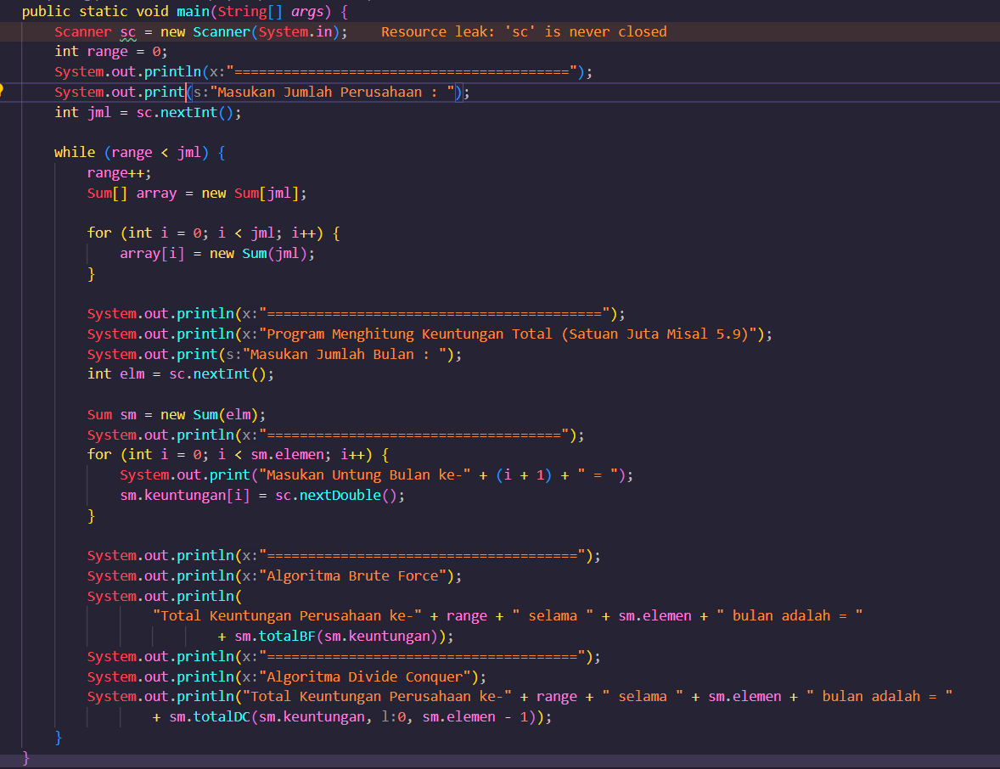 public static void main(String[] args) {
Scanner sc = new Scanner(System.in);    Resource leak: 'sc' is never closed
int range = 0;
System.out.println(x:"=========================================");
System.out.print(s:"Masukan Jumlah Perusahaan : ");
int jml = sc.nextInt();
while (range < jml) {
range++;
Sum[] array = new Sum[jml];
for (int i = 0; i < jml; i++) {
array[i] = new Sum(jml);
}
System.out.println(x:"=========================================");
System.out.println(x:"Program Menghitung Keuntungan Total (Satuan Juta Misal 5.9)");
System.out.print(s:"Masukan Jumlah Bulan : ");
int elm = sc.nextInt();
Sum sm = new Sum(elm);
System.out.println(x:"====================================");
for (int i = 0; i < sm.elemen; i++) {
System.out.print("Masukan Untung Bulan ke-" + (i + 1) + " = ");
sm.keuntungan[i] = sc.nextDouble();
}
System.out.println(x:"======================================");
System.out.println(x:"Algoritma Brute Force");
System.out.println(
"Total Keuntungan Perusahaan ke-" + range + " selama " + sm.elemen + " bulan adalah = "
+ sm.totalBF(sm.keuntungan));
System.out.println(x:"======================================");
System.out.println(x:"Algoritma Divide Conquer");
System.out.println("Total Keuntungan Perusahaan ke-" + range + " selama " + sm.elemen + " bulan adalah = "
+ sm.totalDC(sm.keuntungan, l:0, sm.elemen - 1));
}
}